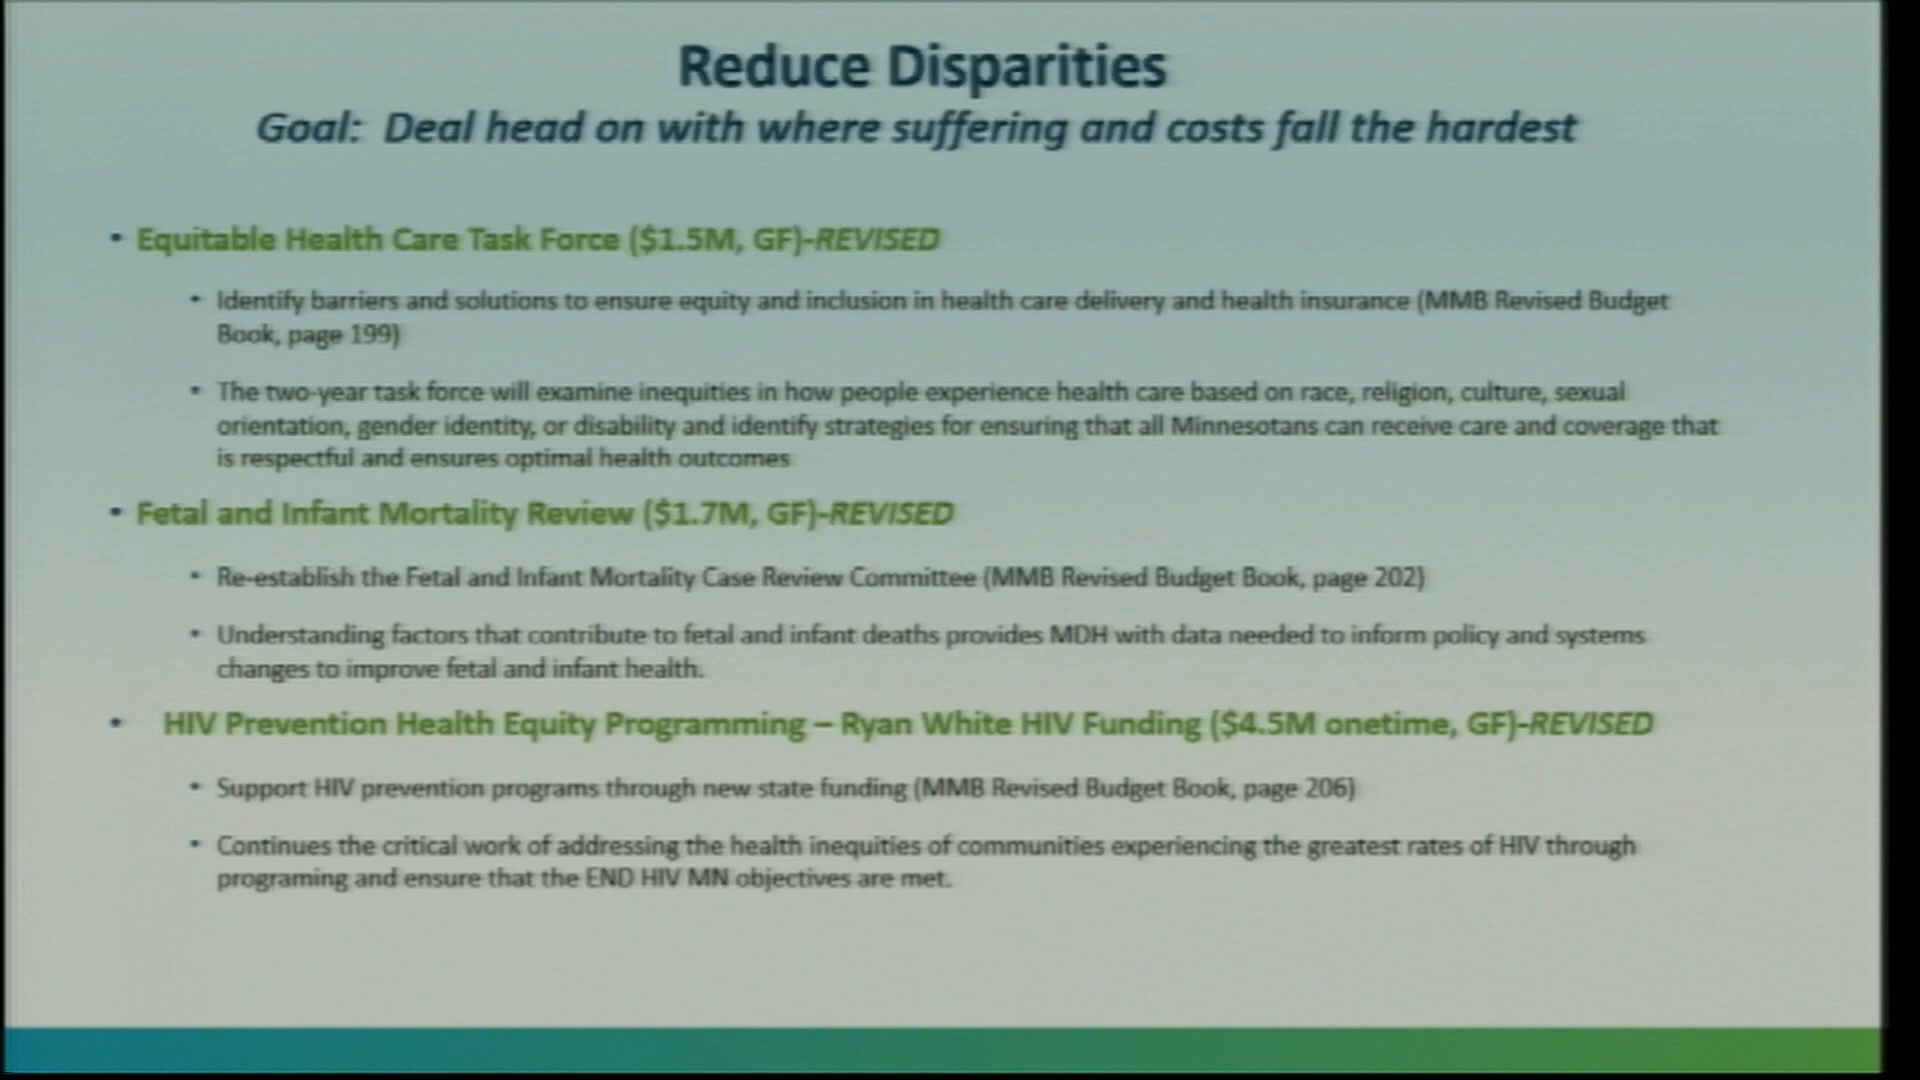 Reduce Disparities
Goal: Deal head on with where suffering and costs fall the hardest
• Equitable Health Care Task Force ($1.5M, GF)-REVISED
• Identify barriers and solutions to ensure equity and inclusion in health care delivery and health insurance (MMB Revised Budget
Book, page 199)
• The two-year task force will examine inequities in how people experience health care based on race, religion, culture, sexual
orientation, gender identity, or disability and identify strategies for ensuring that all Minnesotans can receive care and coverage that
is respectful and ensures optimal health outcomes
• Fetal and Infant Mortality Review ($1.7M, GF)-REVISED
• Re-establish the Fetal and Infant Mortality Case Review Committee (MMB Revised Budget Book, page 202)
• Understanding factors that contribute to fetal and infant deaths provides MDH with data needed to inform policy and systems
changes to improve fetal and infant health.
• HIV Prevention Health Equity Programming – Ryan White HIV Funding ($4.5M onetime, GF)-REVISED
• Support HIV prevention programs through new state funding (MMB Revised Budget Book, page 206)
• Continues the critical work of addressing the health inequities of communities experiencing the greatest rates of HIV through
programing and ensure that the END HIV MN objectives are met.